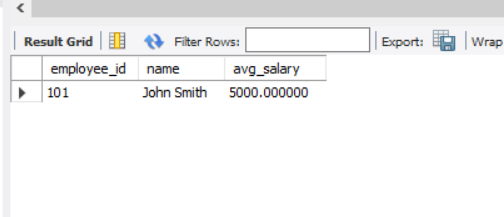 Result Grid Filter Rows: Export: Wrap
employee_id name avg_salary
101 John Smith 5000.000000